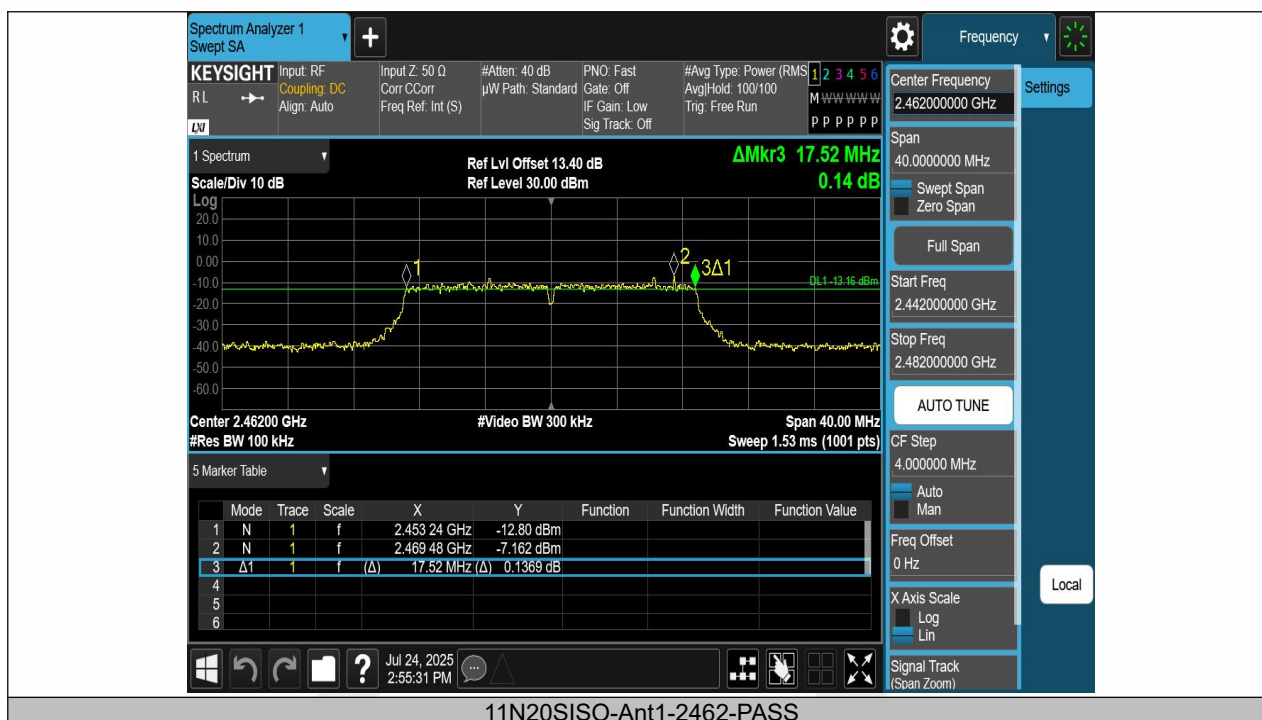 Spectrum Analyzer 1
Swept SA
Frequency
KEYSIGHT
RL
LXI
Input: RF
Coupling: DC
Align: Auto
Input Z: 50 Ω
Corr CCorr
Freq Ref: Int (S)
#Atten: 40 dB
µW Path: Standard
PNO: Fast
Gate: Off
IF Gain: Low
Sig Track: Off
#Avg Type: Power (RMS
Avg|Hold: 100/100
Trig: Free Run
1 2 3 4 5 6
M W W W W W
P P P P P P
1 Spectrum
Scale/Div 10 dB
Ref Lvl Offset 13.40 dB
Ref Level 30.00 dBm
ΔMkr3 17.52 MHz
0.14 dB
Log
20.0
10.0
0.00
-10.0
-20.0
-30.0
-40.0
-50.0
-60.0
1
2
3Δ1
DL1 -13.16 dBm
Center 2.46200 GHz
#Video BW 300 kHz
Span 40.00 MHz
#Res BW 100 kHz
Sweep 1.53 ms (1001 pts)
5 Marker Table
Mode Trace Scale X Y Function Function Width Function Value
1 N 1 f 2.453 24 GHz -12.80 dBm
2 N 1 f 2.469 48 GHz -7.162 dBm
3 Δ1 1 f (Δ) 17.52 MHz (Δ) 0.1369 dB
4
5
6
?
Jul 24, 2025
2:55:31 PM
Center Frequency
2.462000000 GHz
Settings
Span
40.0000000 MHz
Swept Span
Zero Span
Full Span
Start Freq
2.442000000 GHz
Stop Freq
2.482000000 GHz
AUTO TUNE
CF Step
4.000000 MHz
Auto
Man
Freq Offset
0 Hz
X Axis Scale
Log
Lin
Local
Signal Track
(Span Zoom)
11N20SISO-Ant1-2462-PASS